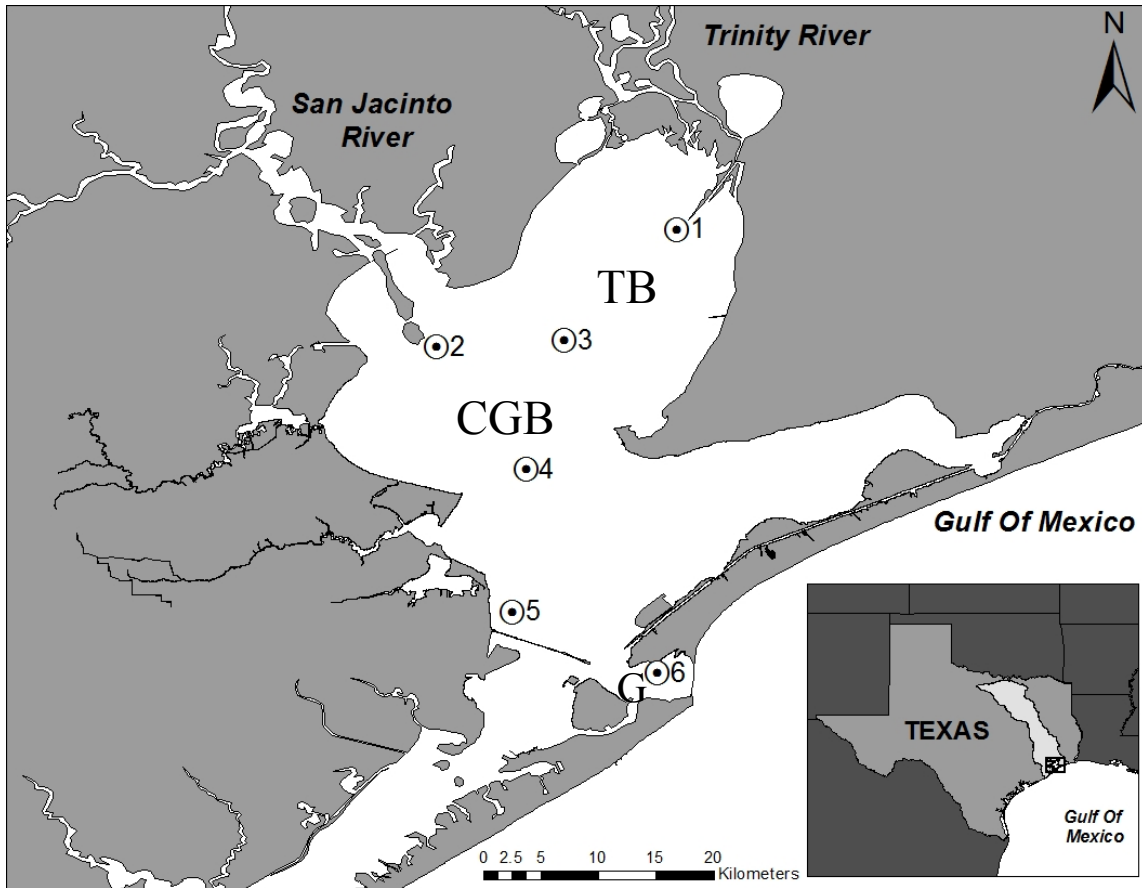 Trinity River
N
San Jacinto
River
1
TB
2
3
CGB
4
Gulf Of Mexico
5
6
G
TEXAS
Gulf Of
Mexico
0 2.5 5 10 15 20
Kilometers